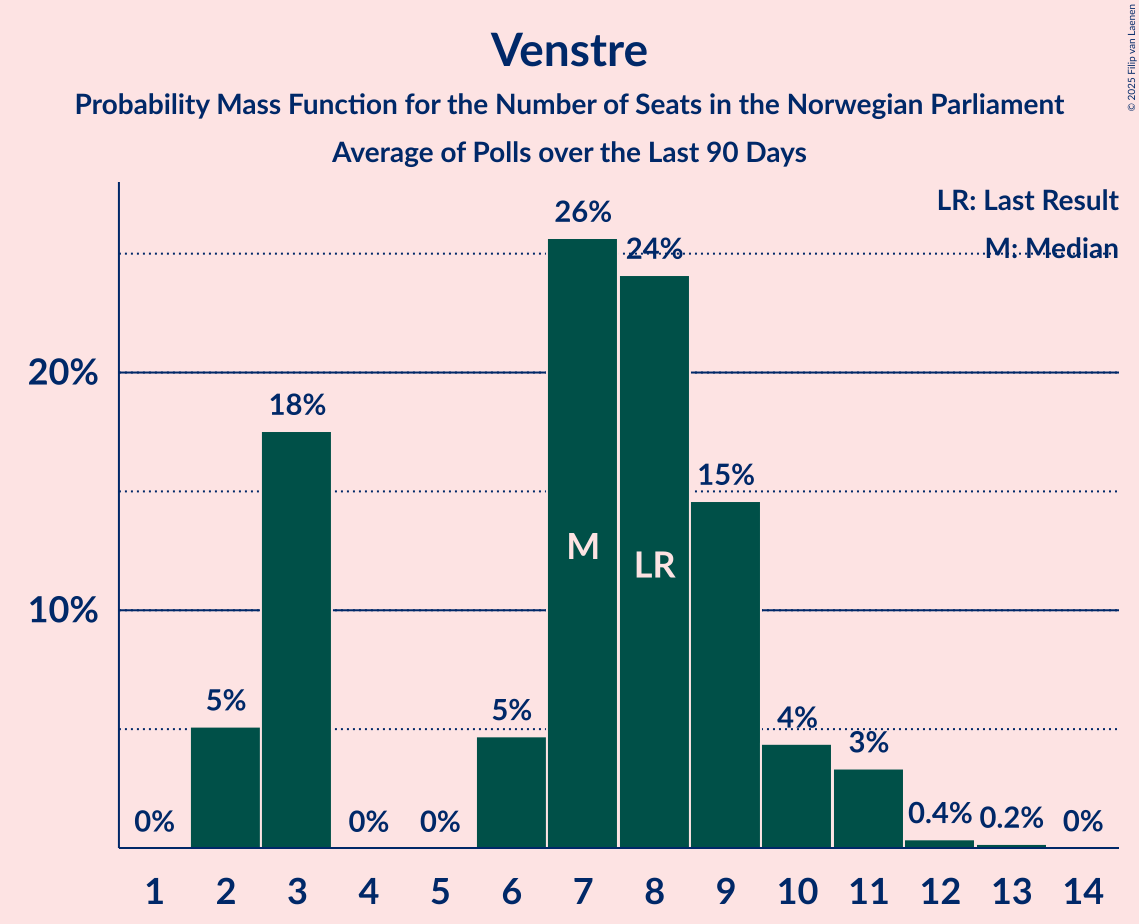 Venstre
Probability Mass Function for the Number of Seats in the Norwegian Parliament
Average of Polls over the Last 90 Days
© 2025 Filip van Laenen
LR: Last Result
M: Median
26%
24%
20%
18%
15%
M
LR
10%
5%
5%
4%
3%
0%
0%
0%
0.4%
0.2%
0%
1 2 3 4 5 6 7 8 9 10 11 12 13 14